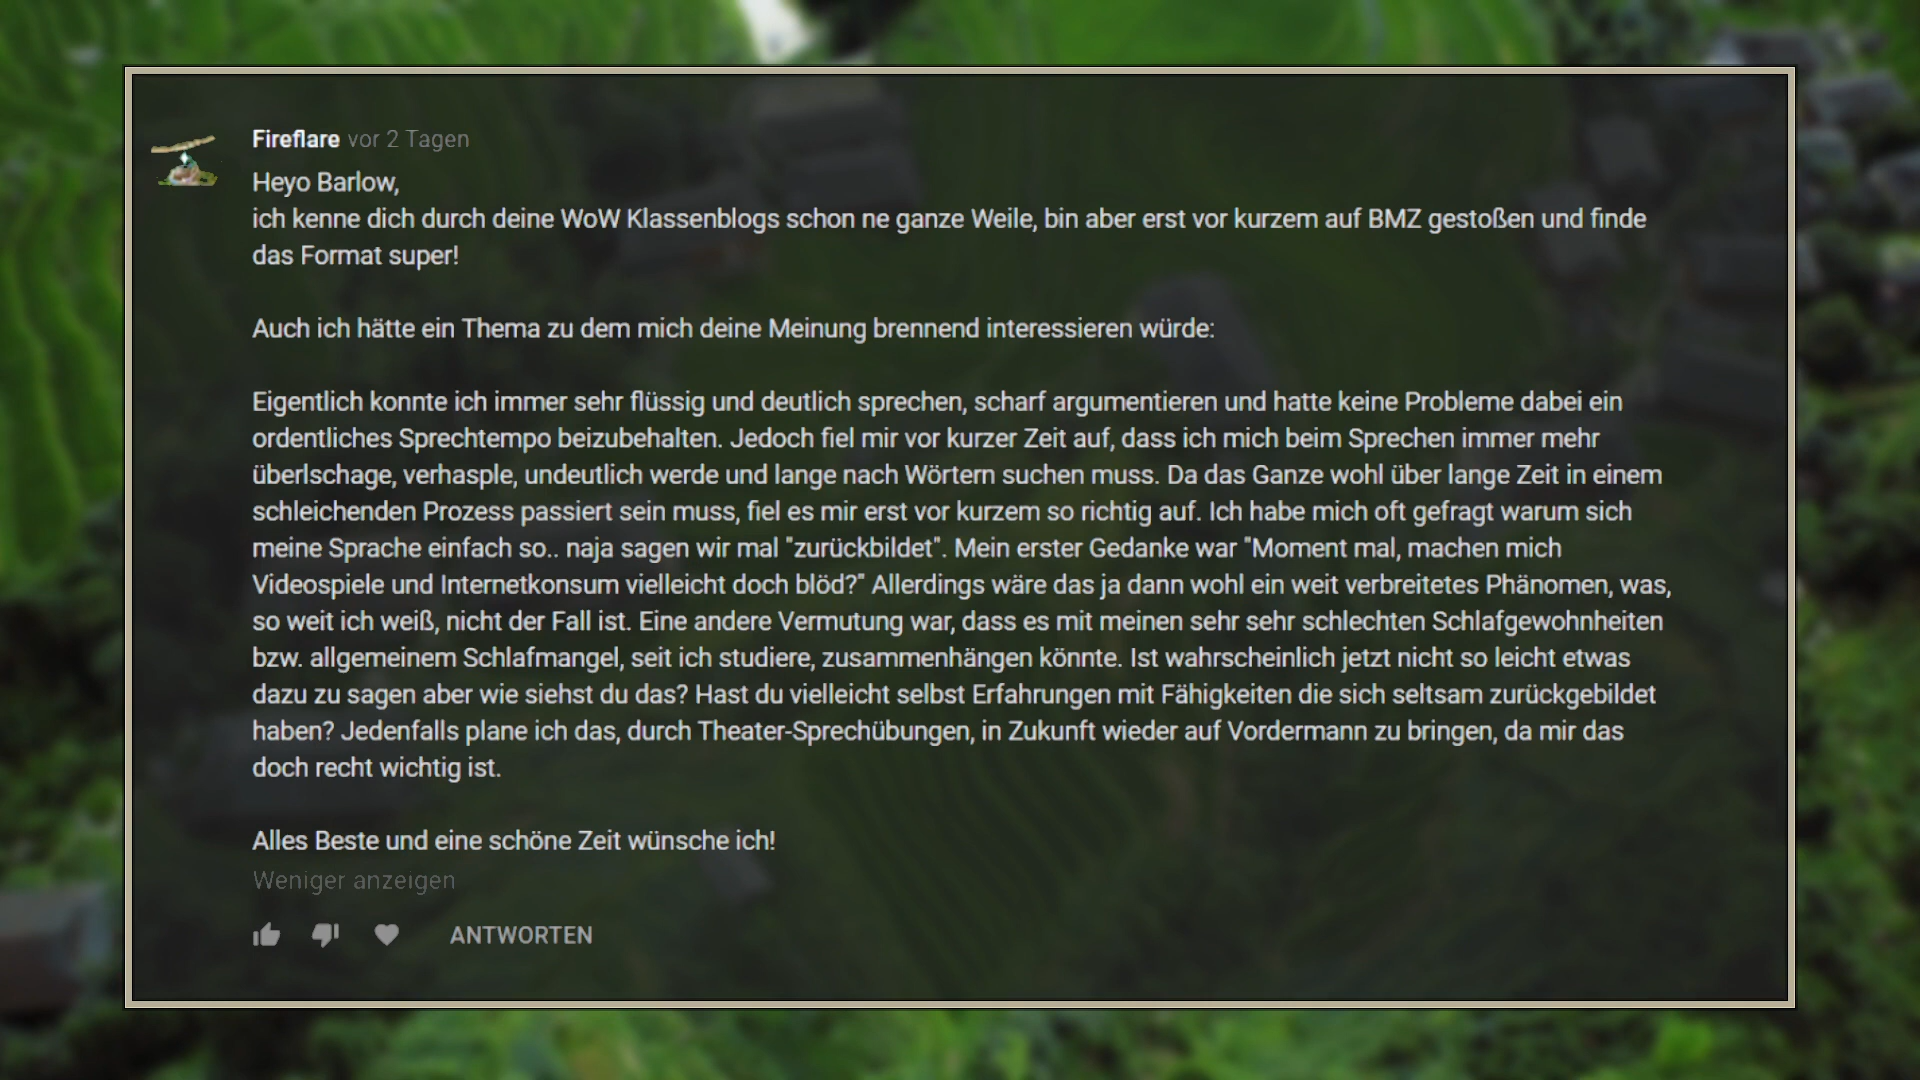 Fireflare vor 2 Tagen
Heyo Barlow,
ich kenne dich durch deine WoW Klassenblogs schon ne ganze Weile, bin aber erst vor kurzem auf BMZ gestoßen und finde
das Format super!
Auch ich hätte ein Thema zu dem mich deine Meinung brennend interessieren würde:
Eigentlich konnte ich immer sehr flüssig und deutlich sprechen, scharf argumentieren und hatte keine Probleme dabei ein
ordentliches Sprechtempo beizubehalten. Jedoch fiel mir vor kurzer Zeit auf, dass ich mich beim Sprechen immer mehr
überlschage, verhasple, undeutlich werde und lange nach Wörtern suchen muss. Da das Ganze wohl über lange Zeit in einem
schleichenden Prozess passiert sein muss, fiel es mir erst vor kurzem so richtig auf. Ich habe mich oft gefragt warum sich
meine Sprache einfach so.. naja sagen wir mal "zurückbildet". Mein erster Gedanke war "Moment mal, machen mich
Videospiele und Internetkonsum vielleicht doch blöd?" Allerdings wäre das ja dann wohl ein weit verbreitetes Phänomen, was,
so weit ich weiß, nicht der Fall ist. Eine andere Vermutung war, dass es mit meinen sehr sehr schlechten Schlafgewohnheiten
bzw. allgemeinem Schlafmangel, seit ich studiere, zusammenhängen könnte. Ist wahrscheinlich jetzt nicht so leicht etwas
dazu zu sagen aber wie siehst du das? Hast du vielleicht selbst Erfahrungen mit Fähigkeiten die sich seltsam zurückgebildet
haben? Jedenfalls plane ich das, durch Theater-Sprechübungen, in Zukunft wieder auf Vordermann zu bringen, da mir das
doch recht wichtig ist.
Alles Beste und eine schöne Zeit wünsche ich!
Weniger anzeigen
ANTWORTEN